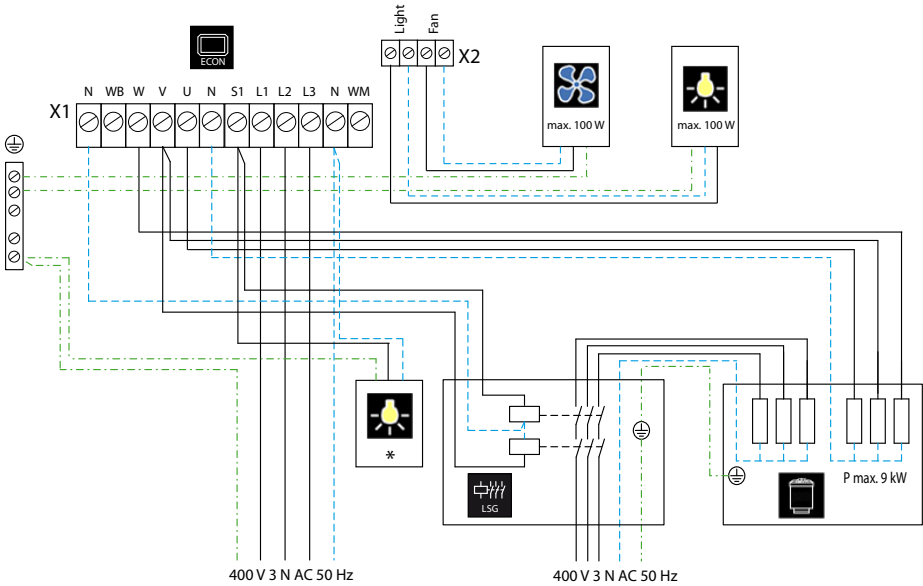 Light
Fan
X2
ECON
N WB W V U N S1 L1 L2 L3 N WM
X1
max. 100 W
max. 100 W
*
LSG
P max. 9 kW
400 V 3 N AC 50 Hz
400 V 3 N AC 50 Hz